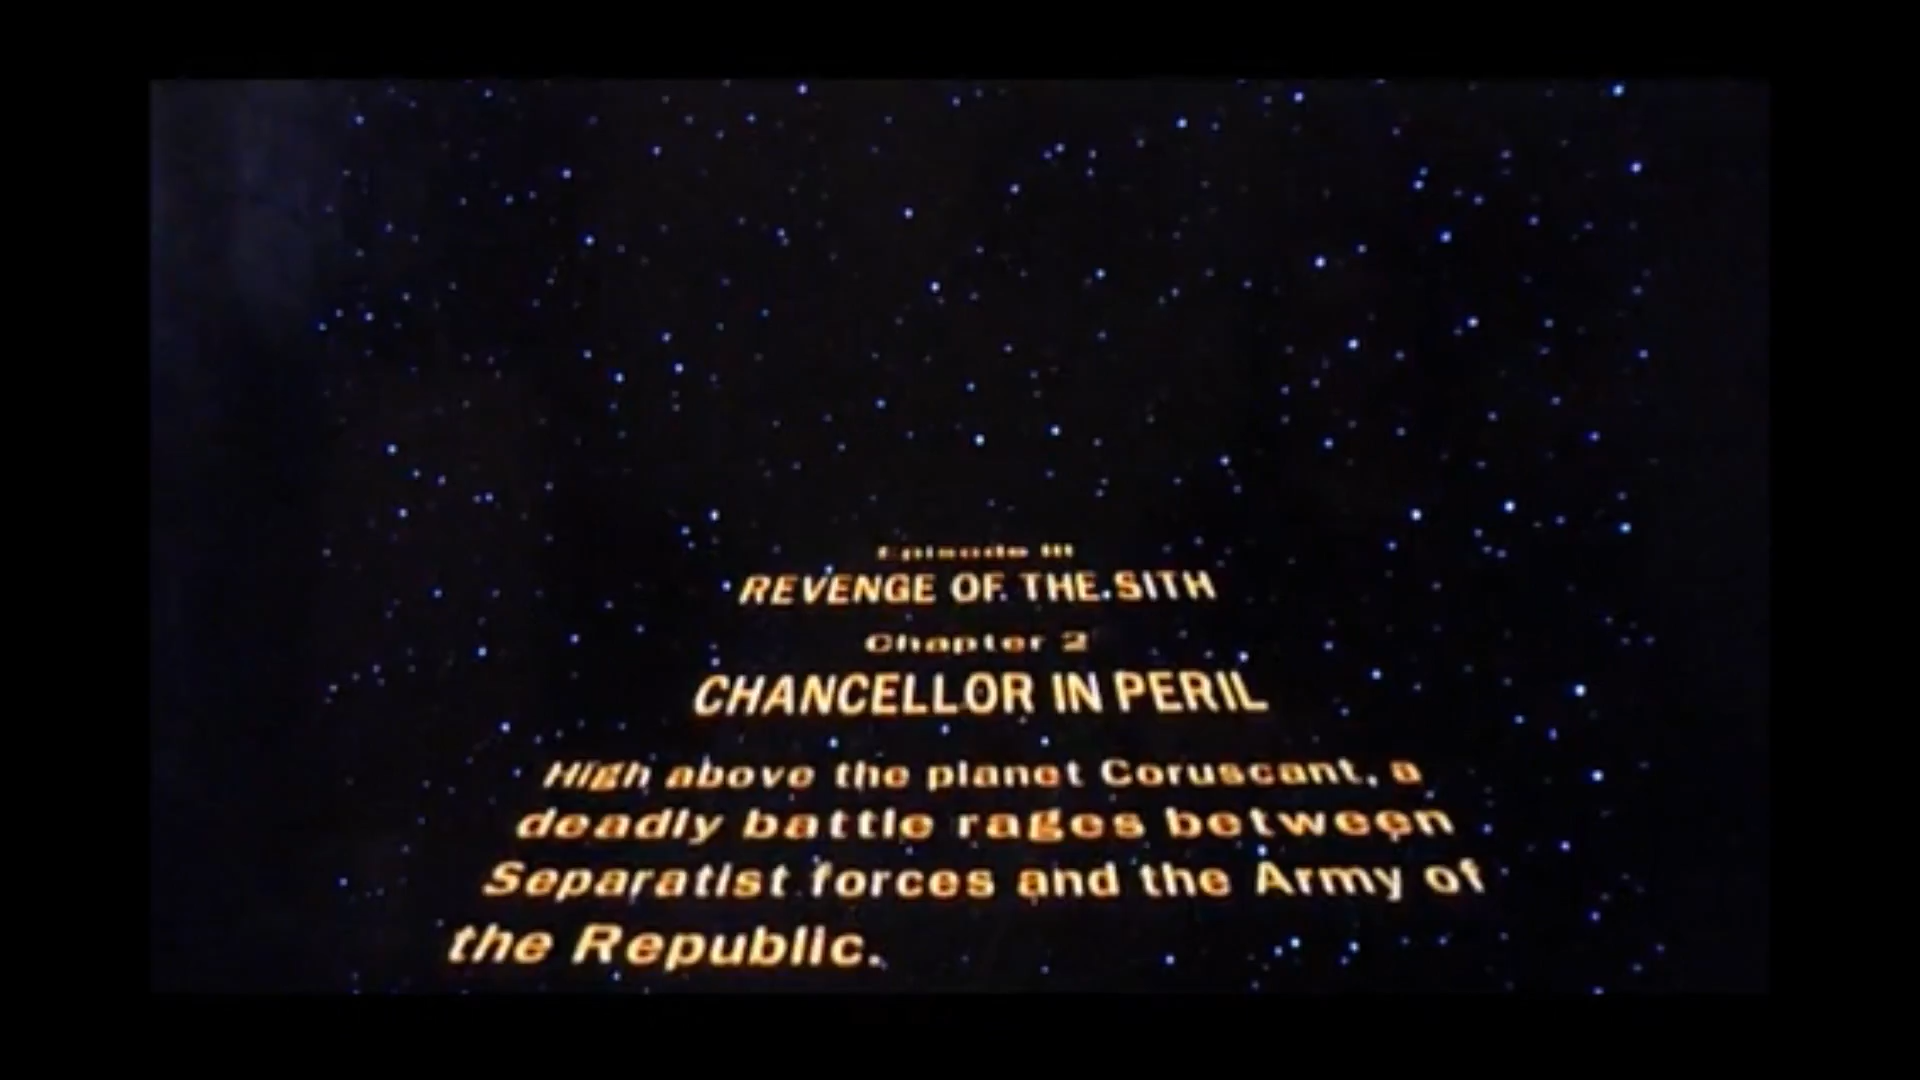 Episode III
REVENGE OF THE SITH
Chapter 2
CHANCELLOR IN PERIL
High above the planet Coruscant, a
deadly battle rages between
Separatist forces and the Army of
the Republic.